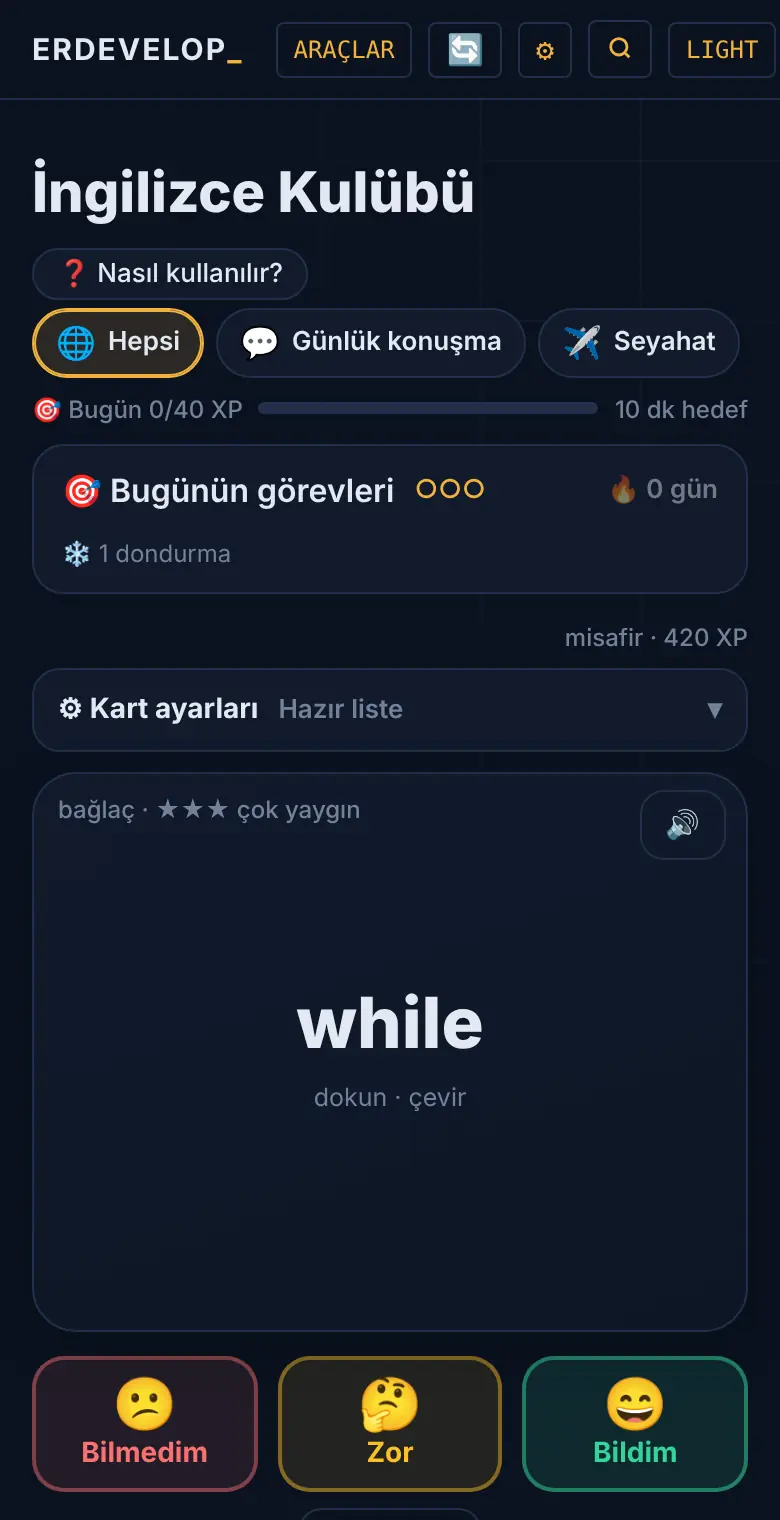 ERDEVELOP_ ARAÇLAR LIGHT
İngilizce Kulübü
Nasıl kullanılır?
Hepsi Günlük konuşma Seyahat
Bugün 0/40 XP 10 dk hedef
Bugünün görevleri 0 gün
1 dondurma
misafir · 420 XP
Kart ayarları Hazır liste
bağlaç · ★★★ çok yaygın
while
dokun · çevir
Bilmedim Zor Bildim